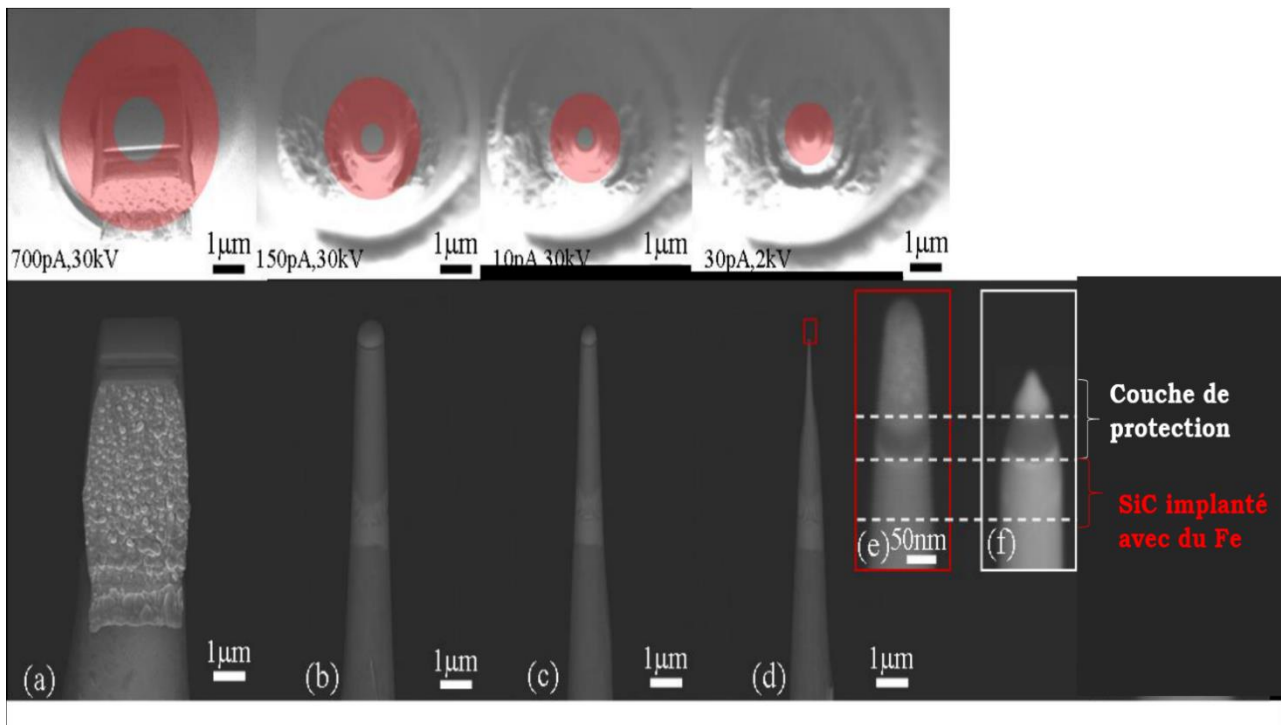 1µm
1µm
1µm
1µm
700pA,30kV
150pA,30kV
10pA,30kV
30pA,2kV
Couche de
protection
SiC implanté
avec du Fe
(e)
50nm
(f)
1µm
1µm
1µm
1µm
(a)
(b)
(c)
(d)